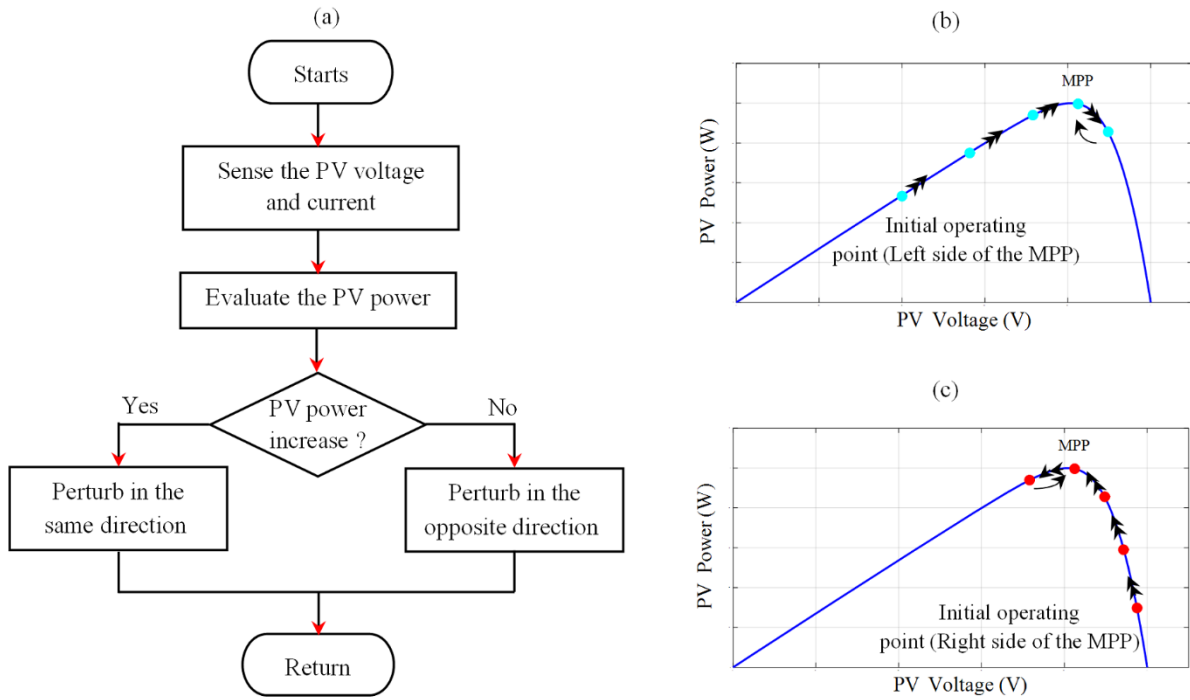 (a)
Starts
Sense the PV voltage
and current
Evaluate the PV power
PV power
increase ?
Yes
No
Perturb in the
same direction
Perturb in the
opposite direction
Return
(b)
MPP
Initial operating
point (Left side of the MPP)
PV Power (W)
PV Voltage (V)
(c)
MPP
Initial operating
point (Right side of the MPP)
PV Power (W)
PV Voltage (V)